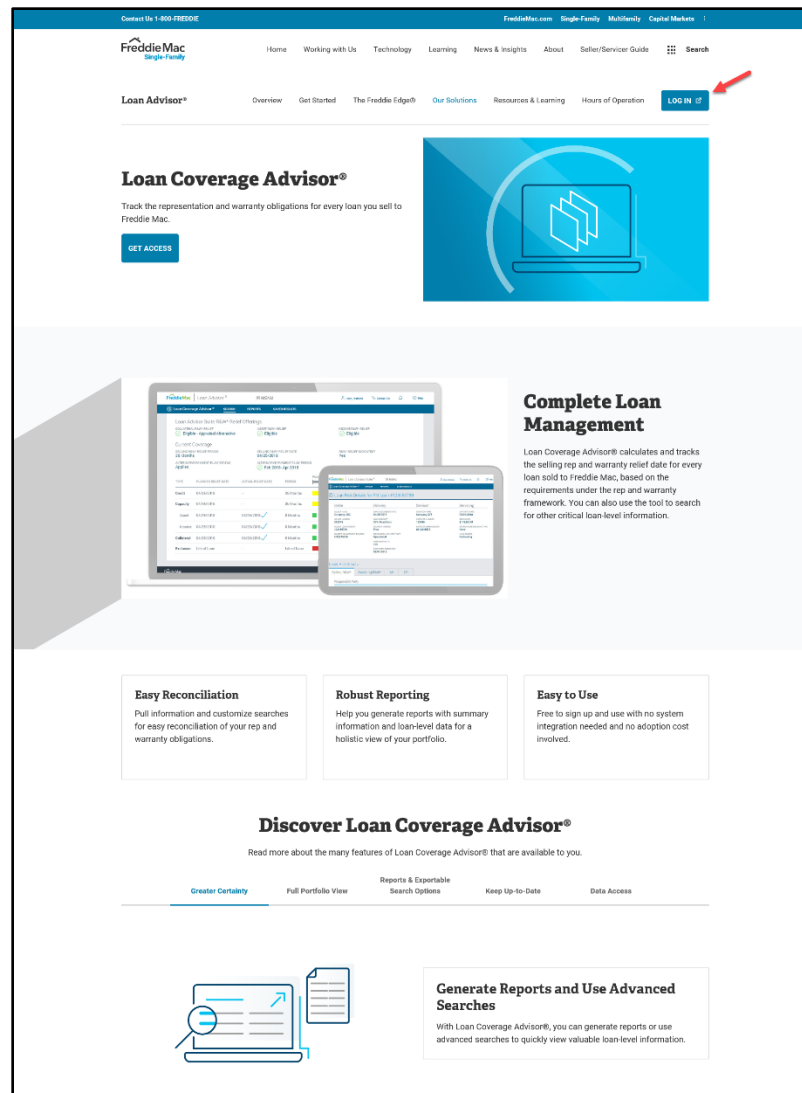 Contact Us 1-800-FREDDIE
FreddieMac.com Single-Family Multifamily Capital Markets
Freddie Mac
Single-Family
Home Working with Us Technology Learning News & Insights About Seller/Servicer Guide Search
Loan Advisor®
Overview Get Started The Freddie Edge® Our Solutions Resources & Learning Hours of Operation LOG IN
Loan Coverage Advisor®
Track the representation and warranty obligations for every loan you sell to
Freddie Mac.
GET ACCESS
Complete Loan
Management
Loan Coverage Advisor® calculates and tracks
the selling rep and warranty relief date for every
loan sold to Freddie Mac, based on the
requirements under the rep and warranty
framework. You can also use the tool to search
for other critical loan-level information.
Easy Reconciliation
Pull information and customize searches
for easy reconciliation of your rep and
warranty obligations.
Robust Reporting
Help you generate reports with summary
information and loan-level data for a
holistic view of your portfolio.
Easy to Use
Free to sign up and use with no system
integration needed and no adoption cost
involved.
Discover Loan Coverage Advisor®
Read more about the many features of Loan Coverage Advisor® that are available to you.
Greater Certainty
Full Portfolio View
Reports & Exportable
Search Options
Keep Up-to-Date
Data Access
Generate Reports and Use Advanced
Searches
With Loan Coverage Advisor®, you can generate reports or use
advanced searches to quickly view valuable loan-level information.